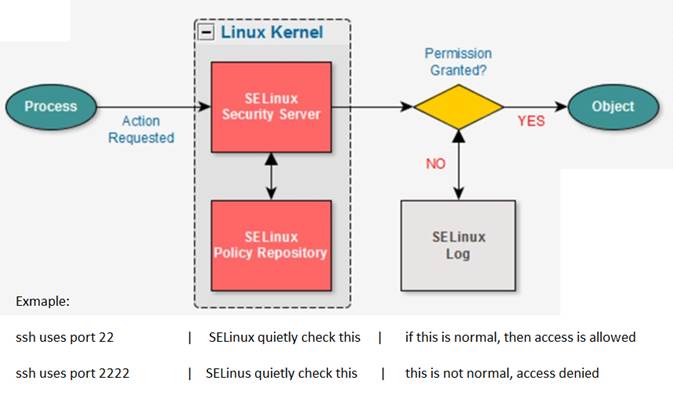 Linux Kernel
Process
Action
Requested
SELinux
Security Server
SELinux
Policy Repository
Permission
Granted?
YES
Object
NO
SELinux
Log
Exmaple:
ssh uses port 22 | SELinux quietly check this | if this is normal, then access is allowed
ssh uses port 2222 | SELinus quietly check this | this is not normal, access denied